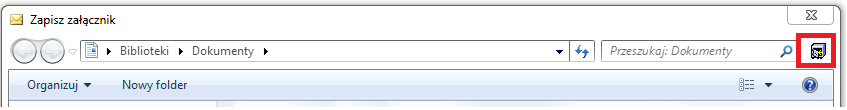 Zapisz załącznik
Biblioteki Dokumenty Przeszukaj: Dokumenty
Organizuj Nowy folder